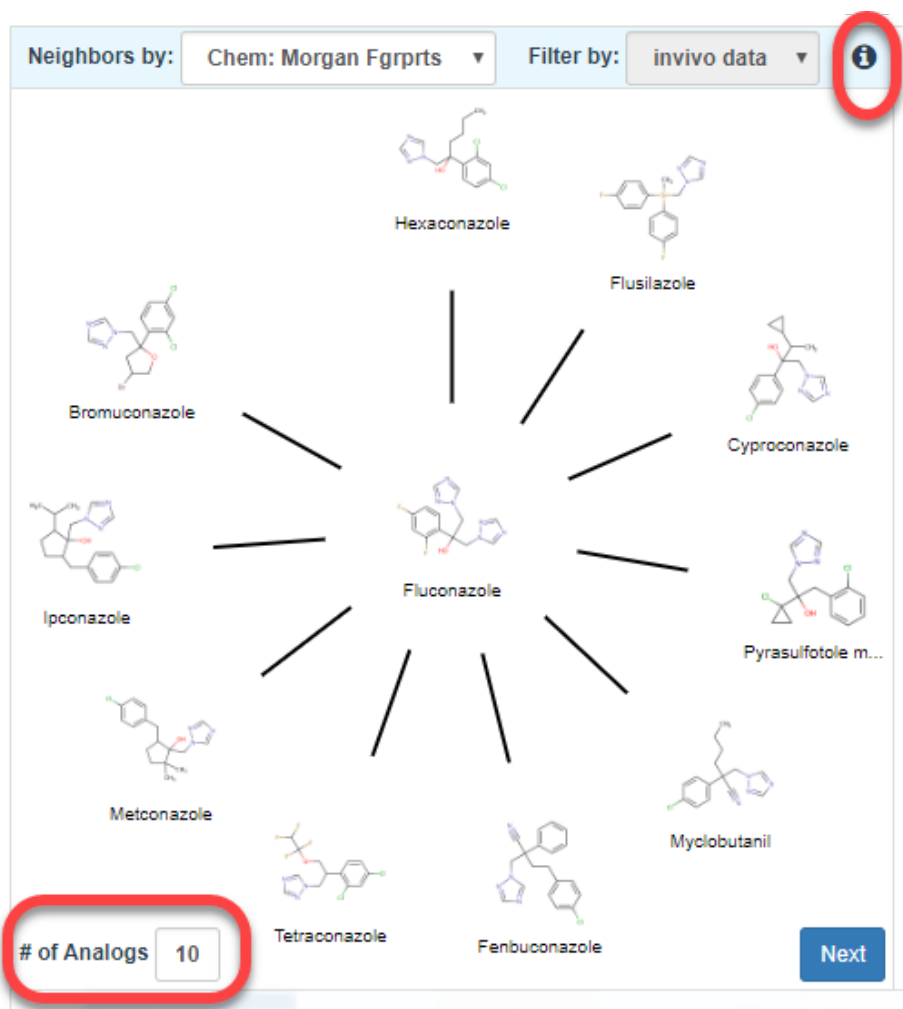 Neighbors by: Chem: Morgan Fgrprts Filter by: invivo data
Hexaconazole
Flusilazole
Bromuconazole
Cyproconazole
Fluconazole
Ipconazole
Pyrasulfotole m...
Metconazole
Myclobutanil
Tetraconazole
Fenbuconazole
# of Analogs 10
Next